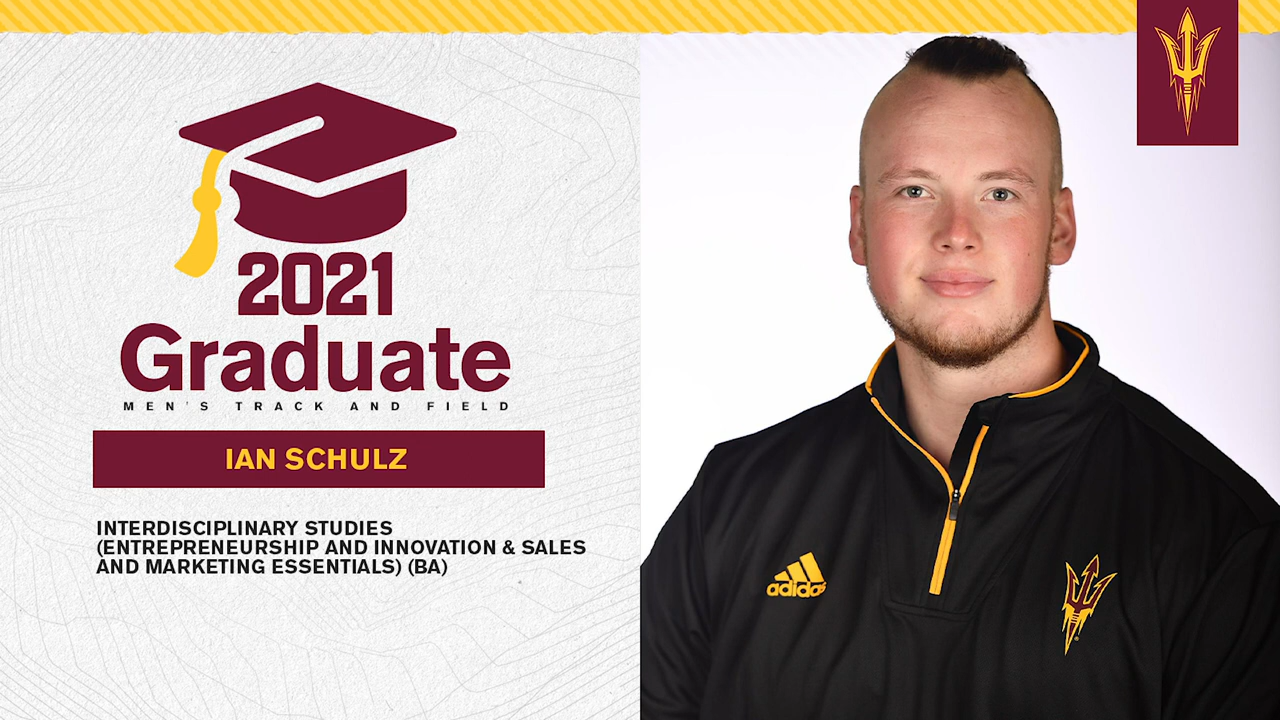 2021
Graduate
MEN'S TRACK AND FIELD
IAN SCHULZ
INTERDISCIPLINARY STUDIES
(ENTREPRENEURSHIP AND INNOVATION & SALES
AND MARKETING ESSENTIALS) (BA)
adidas